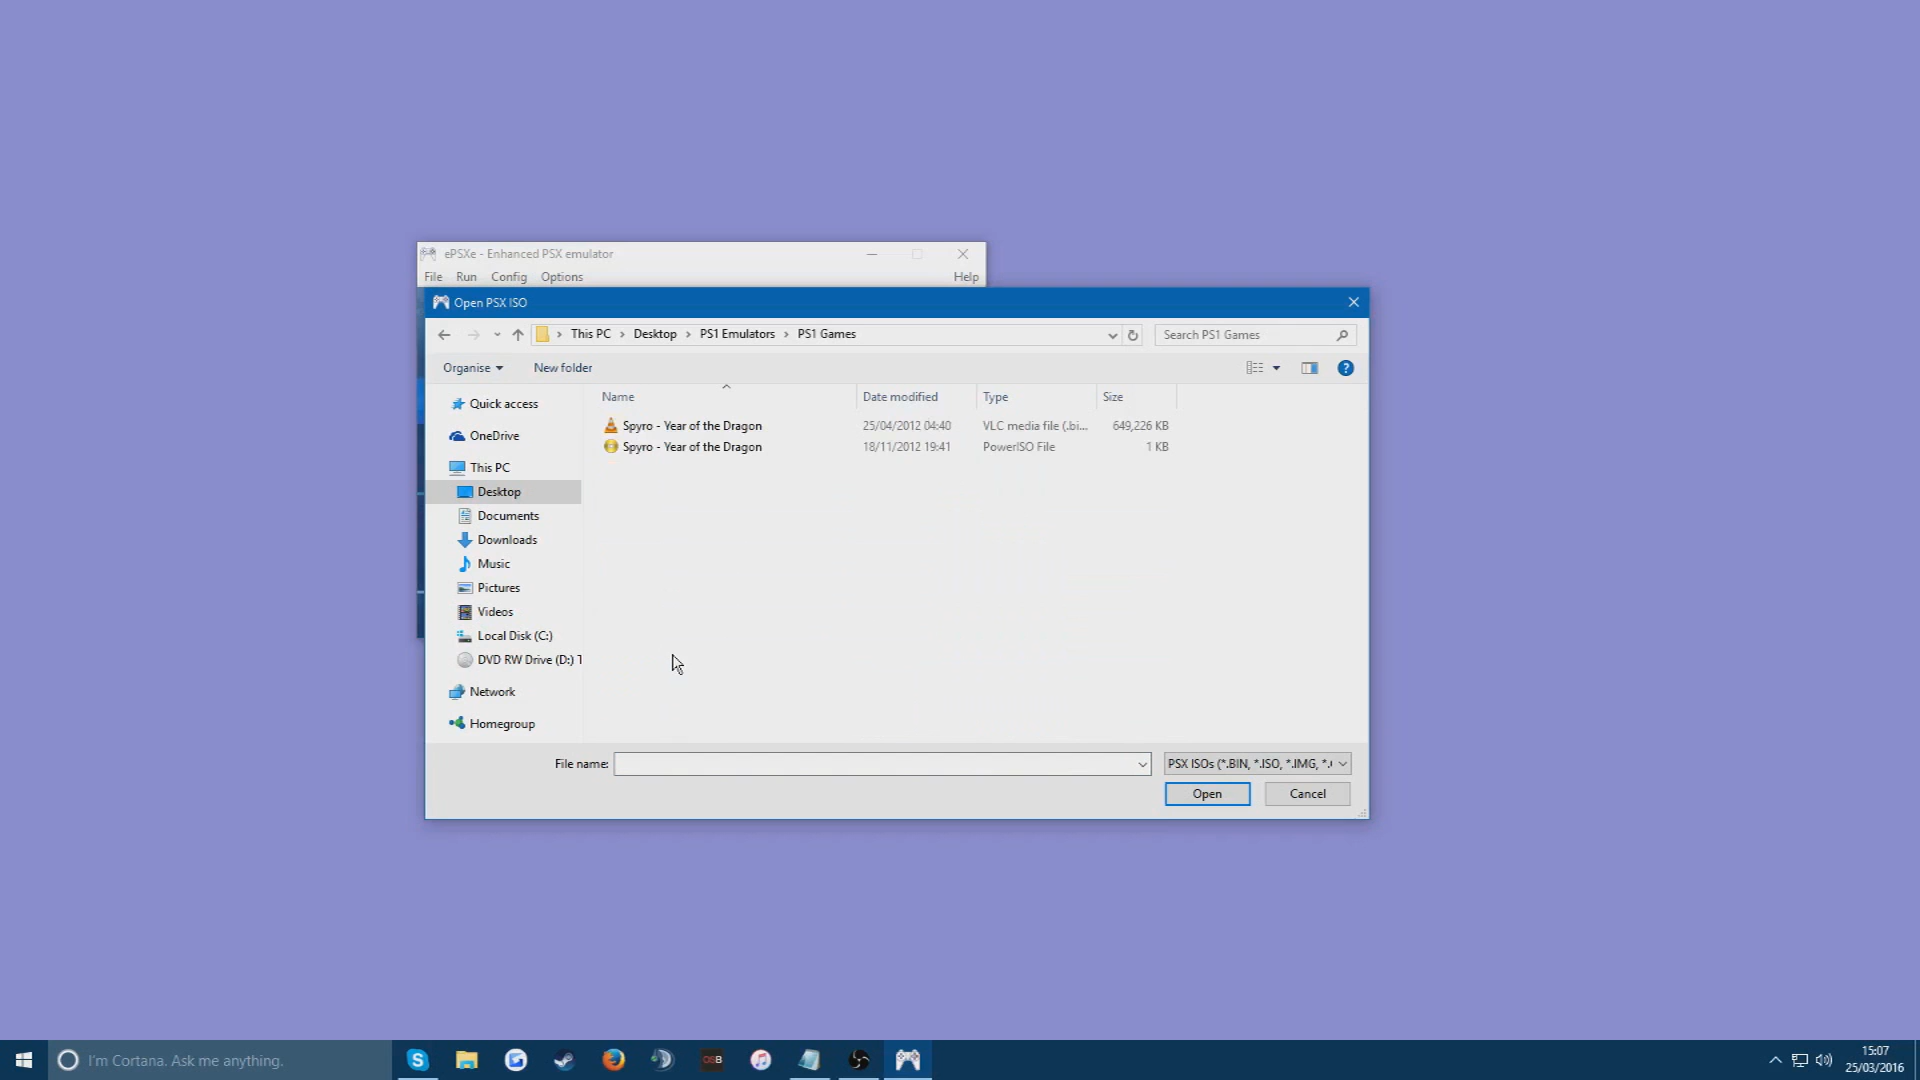 ePSXe - Enhanced PSX emulator
File Run Config Options Help
Open PSX ISO
This PC > Desktop > PS1 Emulators > PS1 Games
Search PS1 Games
Organise New folder
Name Date modified Type Size
Spyro - Year of the Dragon 25/04/2012 04:40 VLC media file (.bi... 649,226 KB
Spyro - Year of the Dragon 18/11/2012 19:41 PowerISO File 1 KB
Quick access
OneDrive
This PC
Desktop
Documents
Downloads
Music
Pictures
Videos
Local Disk (C:)
DVD RW Drive (D:) T
Network
Homegroup
File name:
PSX ISOs (*.BIN, *.ISO, *.IMG, *.
Open Cancel
I'm Cortana. Ask me anything.
OSB
15:07
25/03/2016